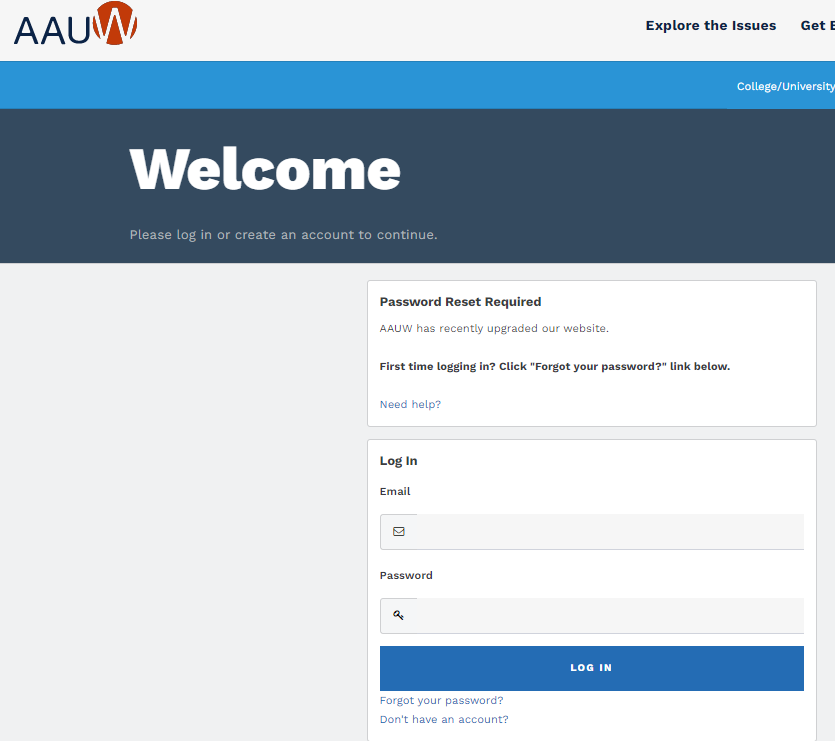 AAUW
Explore the Issues
Get
College/University
Welcome
Please log in or create an account to continue.
Password Reset Required
AAUW has recently upgraded our website.
First time logging in? Click "Forgot your password?" link below.
Need help?
Log In
Email
Password
LOG IN
Forgot your password?
Don't have an account?